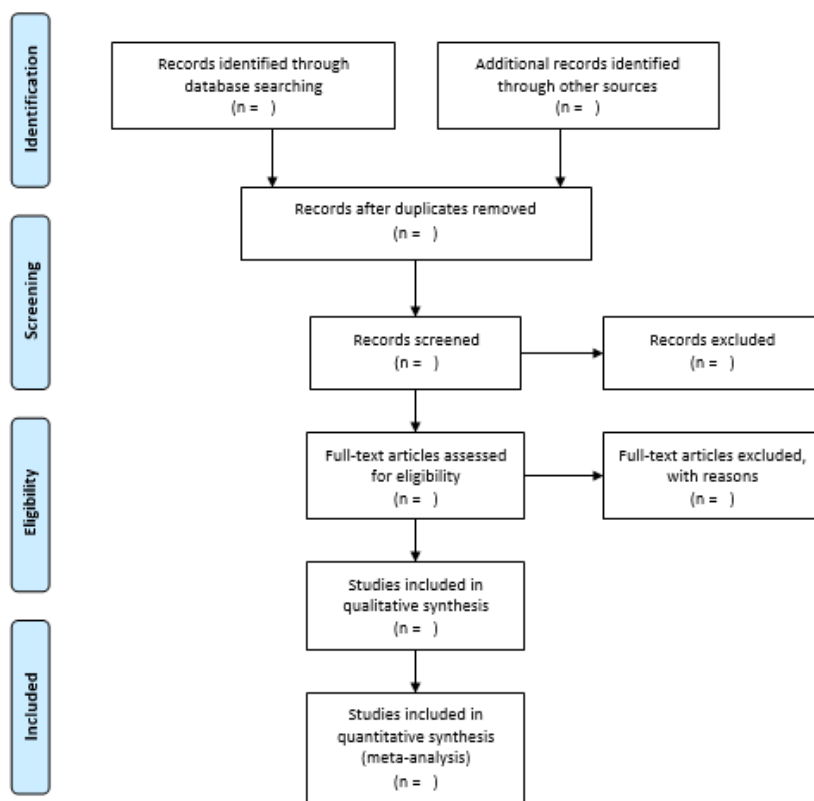 Identification
Records identified through
database searching
(n = )
Additional records identified
through other sources
(n = )
Records after duplicates removed
(n = )
Screening
Records screened
(n = )
Records excluded
(n = )
Eligibility
Full-text articles assessed
for eligibility
(n = )
Full-text articles excluded,
with reasons
(n = )
Studies included in
qualitative synthesis
(n = )
Included
Studies included in
quantitative synthesis
(meta-analysis)
(n = )